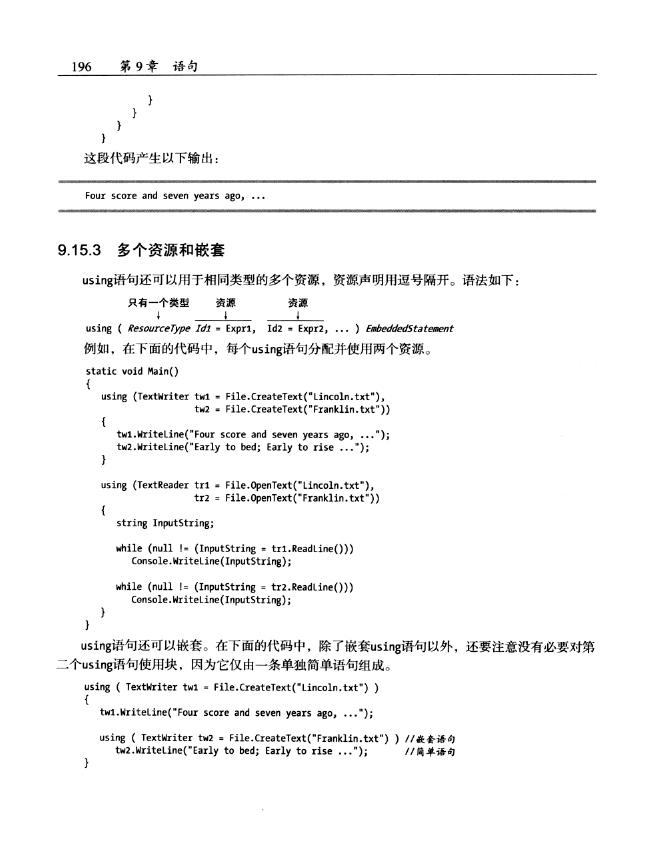 196 第9章 语句
}
}
}
}
这段代码产生以下输出：
Four score and seven years ago, ...
9.15.3 多个资源和嵌套
using语句还可以用于相同类型的多个资源，资源声明用逗号隔开。语法如下：
只有一个类型 资源 资源
↓ ↓ ↓
using ( ResourceType Id1 = Expr1, Id2 = Expr2, ... ) EmbeddedStatement
例如，在下面的代码中，每个using语句分配并使用两个资源。
static void Main()
{
using (TextWriter tw1 = File.CreateText("Lincoln.txt"),
tw2 = File.CreateText("Franklin.txt"))
{
tw1.WriteLine("Four score and seven years ago, ...");
tw2.WriteLine("Early to bed; Early to rise ...");
}
using (TextReader tr1 = File.OpenText("Lincoln.txt"),
tr2 = File.OpenText("Franklin.txt"))
{
string InputString;
while (null != (InputString = tr1.ReadLine()))
Console.WriteLine(InputString);
while (null != (InputString = tr2.ReadLine()))
Console.WriteLine(InputString);
}
}
using语句还可以嵌套。在下面的代码中，除了嵌套using语句以外，还要注意没有必要对第
二个using语句使用块，因为它仅由一条单独简单语句组成。
using ( TextWriter tw1 = File.CreateText("Lincoln.txt") )
{
tw1.WriteLine("Four score and seven years ago, ...");
using ( TextWriter tw2 = File.CreateText("Franklin.txt") ) //嵌套语句
tw2.WriteLine("Early to bed; Early to rise ..."); //简单语句
}